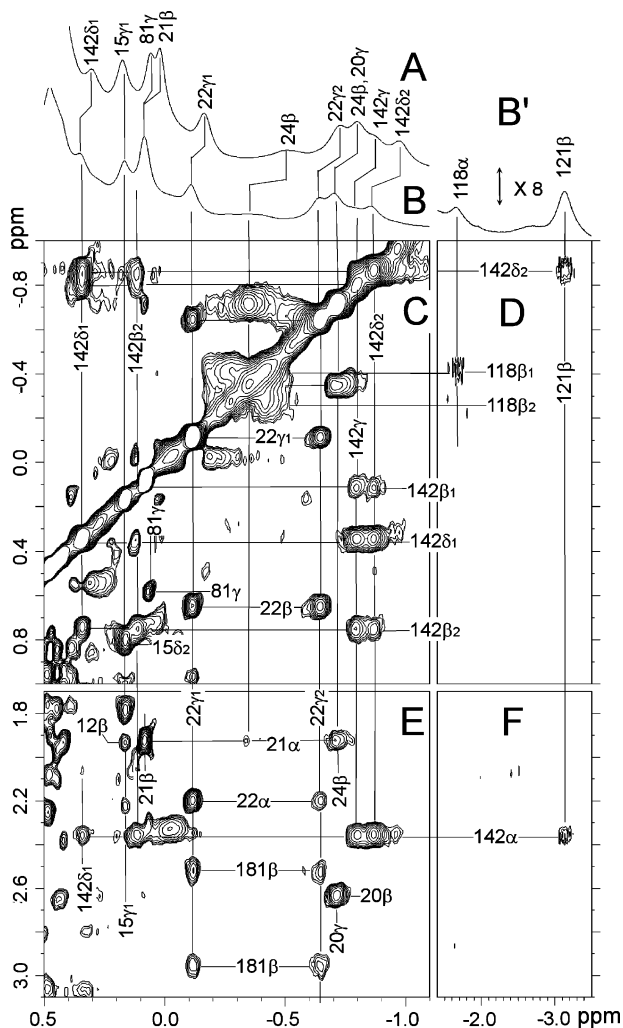 142δ1 15γ1 81γ 21β 22γ1 24β 22γ2 24β, 20γ 142γ 142δ2
A
B
B'
118α X 8 121β
ppm
-0.8
-0.4
0.0
0.4
0.8
142δ1 142β2 142δ2
C
D
142δ2
118β1
121β
118β2
22γ1 142γ
142β1
81γ
142δ1
81γ 22β
142β2
15δ2
1.8
2.2
2.6
3.0
22γ1 22γ2
E
F
12β 21α
21β 24β
22α
142α
142δ1 181β
15γ1 20γ 20β
181β
0.5 0.0 -0.5 -1.0 -2.0 -3.0 ppm